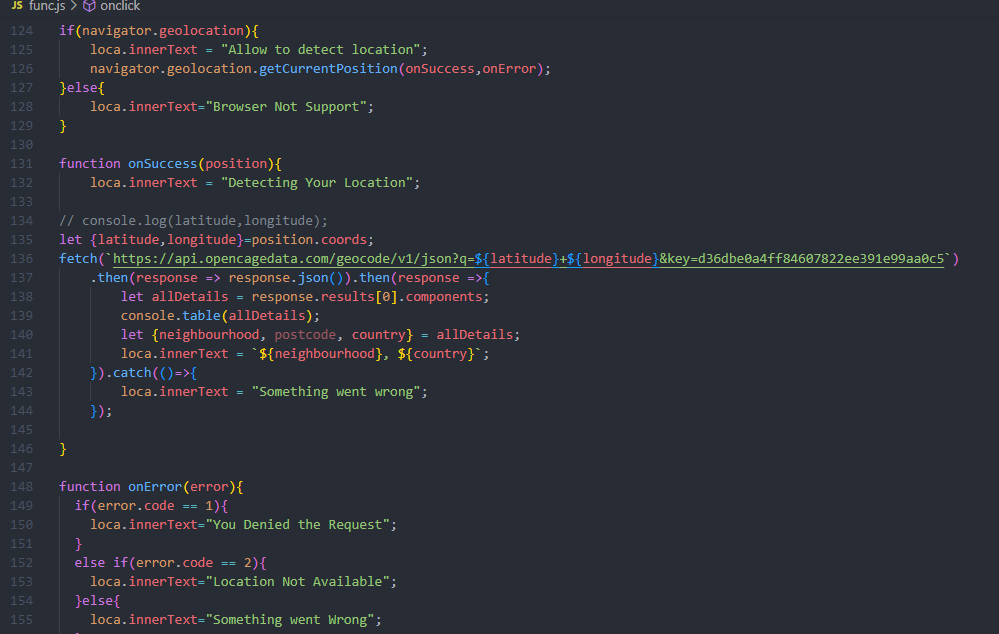 JS func.js > onclick
124 if(navigator.geolocation){
125 loca.innerText = "Allow to detect location";
126 navigator.geolocation.getCurrentPosition(onSuccess,onError);
127 }else{
128 loca.innerText="Browser Not Support";
129 }
130
131 function onSuccess(position){
132 loca.innerText = "Detecting Your Location";
133
134 // console.log(latitude,longitude);
135 let {latitude,longitude}=position.coords;
136 fetch(`https://api.opencagedata.com/geocode/v1/json?q=${latitude}+${longitude}&key=d36dbe0a4ff84607822ee391e99aa0c5`)
137 .then(response => response.json()).then(response =>{
138 let allDetails = response.results[0].components;
139 console.table(allDetails);
140 let {neighbourhood, postcode, country} = allDetails;
141 loca.innerText = `${neighbourhood}, ${country}`;
142 }).catch(()=>{
143 loca.innerText = "Something went wrong";
144 });
145
146 }
147
148 function onError(error){
149 if(error.code == 1){
150 loca.innerText="You Denied the Request";
151 }
152 else if(error.code == 2){
153 loca.innerText="Location Not Available";
154 }else{
155 loca.innerText="Something went Wrong";